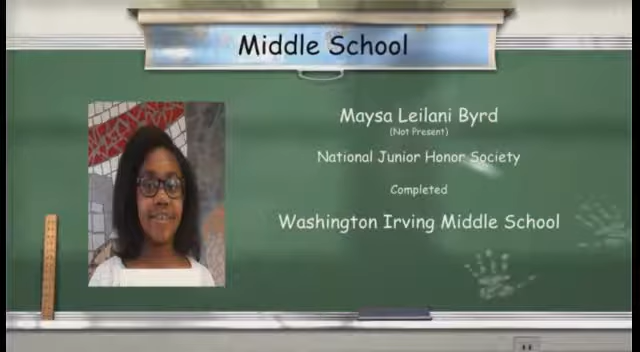 Middle School
Maysa Leilani Byrd
(Not Present)
National Junior Honor Society
Completed
Washington Irving Middle School